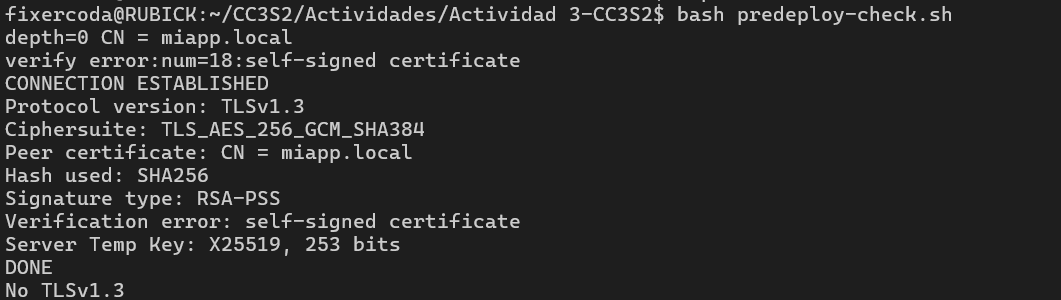 fixercoda@RUBICK:~/CC3S2/Actividades/Actividad 3-CC3S2$ bash predeploy-check.sh
depth=0 CN = miapp.local
verify error:num=18:self-signed certificate
CONNECTION ESTABLISHED
Protocol version: TLSv1.3
Ciphersuite: TLS_AES_256_GCM_SHA384
Peer certificate: CN = miapp.local
Hash used: SHA256
Signature type: RSA-PSS
Verification error: self-signed certificate
Server Temp Key: X25519, 253 bits
DONE
No TLSv1.3